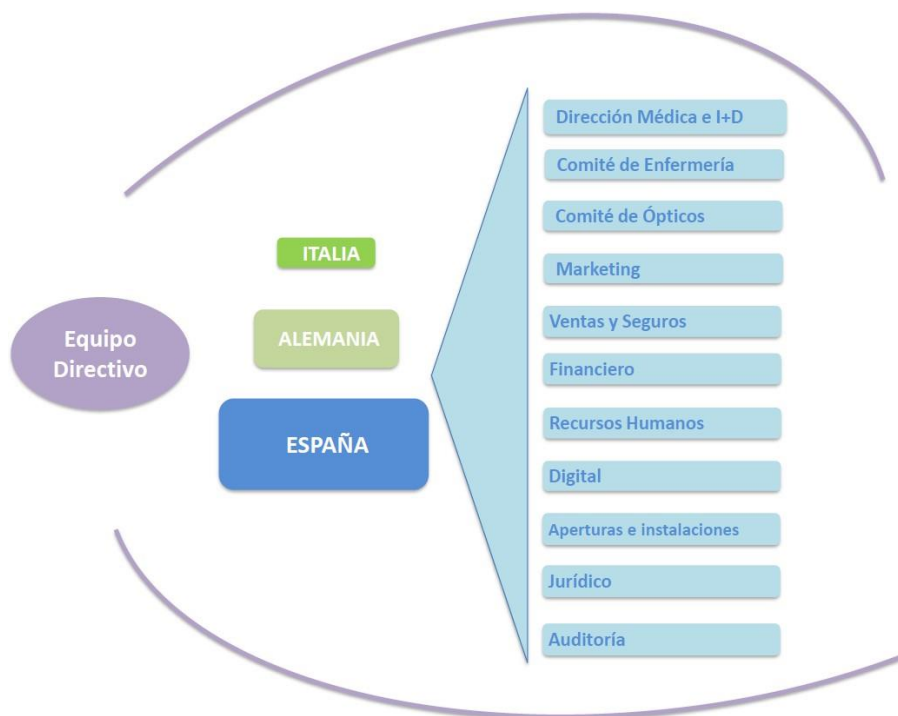 Equipo
Directivo
ITALIA
ALEMANIA
ESPAÑA
Dirección Médica e I+D
Comité de Enfermería
Comité de Ópticos
Marketing
Ventas y Seguros
Financiero
Recursos Humanos
Digital
Aperturas e instalaciones
Jurídico
Auditoría